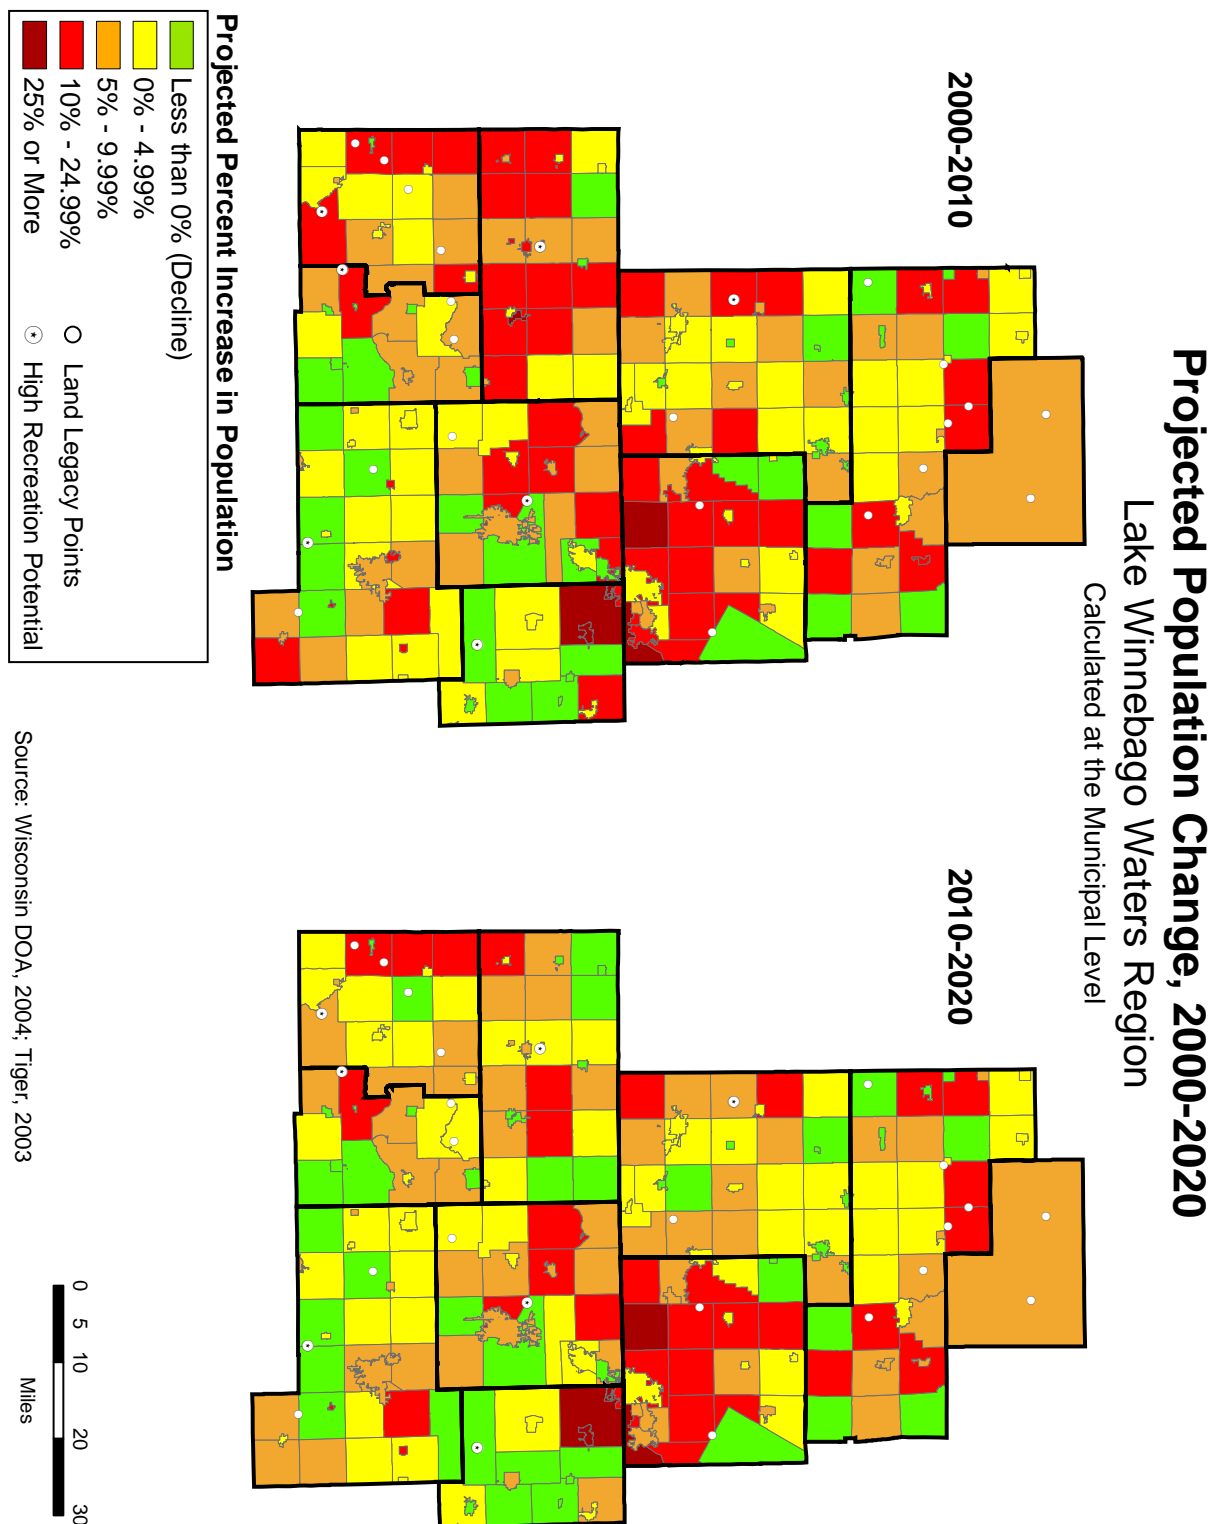 Projected Population Change, 2000-2020
Lake Winnebago Waters Region
Calculated at the Municipal Level
2000-2010
2010-2020
Projected Percent Increase in Population
Less than 0% (Decline)
0% - 4.99%
5% - 9.99%
10% - 24.99%
25% or More
Land Legacy Points
High Recreation Potential
0 5 10 20 30
Miles
Source: Wisconsin DOA, 2004; Tiger, 2003